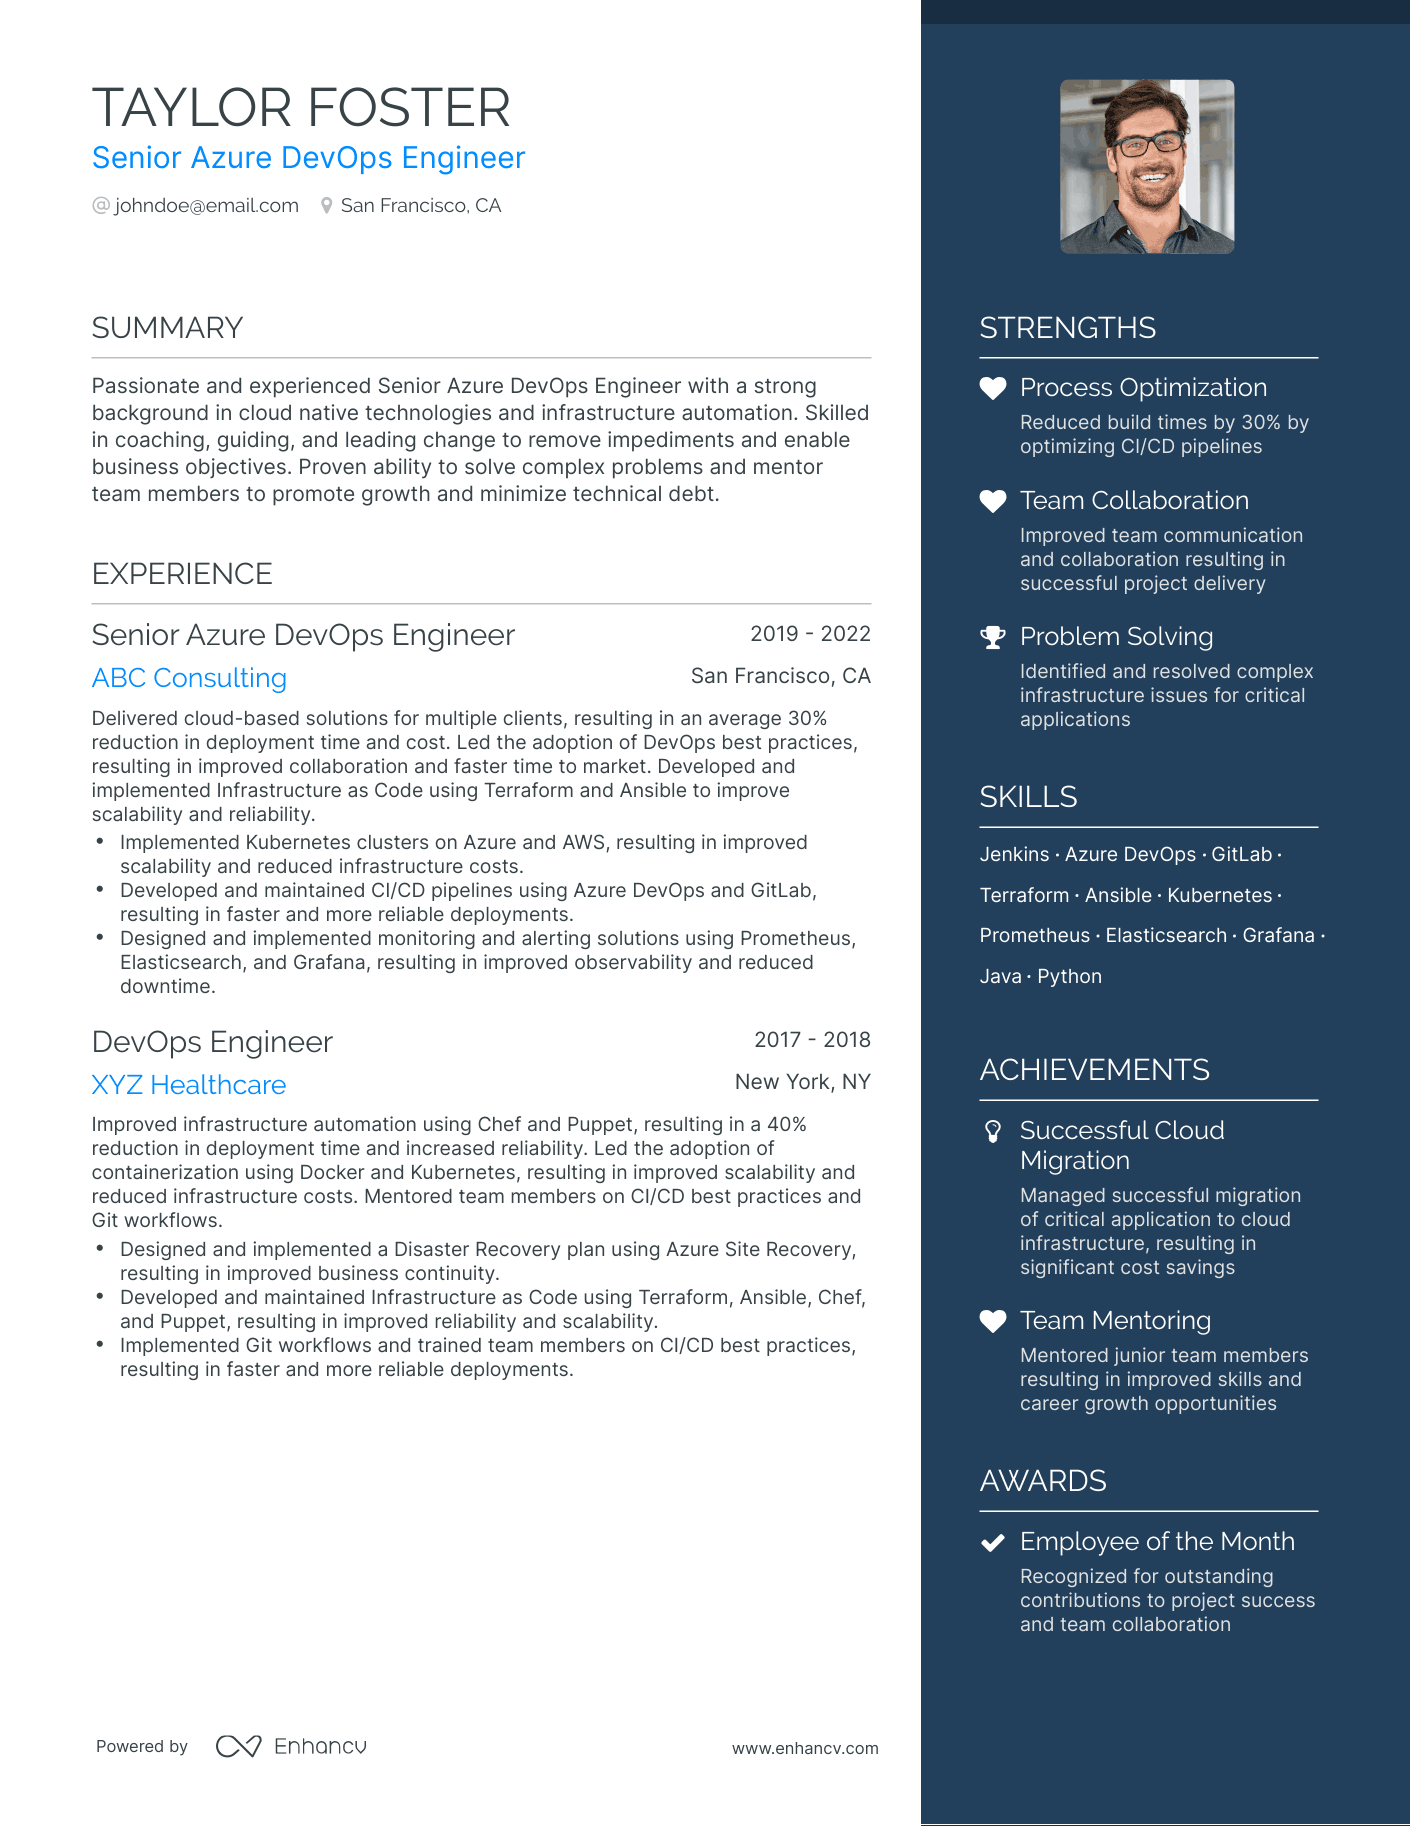 TAYLOR FOSTER
Senior Azure DevOps Engineer
@ johndoe@email.com San Francisco, CA
SUMMARY
Passionate and experienced Senior Azure DevOps Engineer with a strong
background in cloud native technologies and infrastructure automation. Skilled
in coaching, guiding, and leading change to remove impediments and enable
business objectives. Proven ability to solve complex problems and mentor
team members to promote growth and minimize technical debt.
EXPERIENCE
Senior Azure DevOps Engineer 2019 - 2022
ABC Consulting San Francisco, CA
Delivered cloud-based solutions for multiple clients, resulting in an average 30%
reduction in deployment time and cost. Led the adoption of DevOps best practices,
resulting in improved collaboration and faster time to market. Developed and
implemented Infrastructure as Code using Terraform and Ansible to improve
scalability and reliability.
• Implemented Kubernetes clusters on Azure and AWS, resulting in improved
scalability and reduced infrastructure costs.
• Developed and maintained CI/CD pipelines using Azure DevOps and GitLab,
resulting in faster and more reliable deployments.
• Designed and implemented monitoring and alerting solutions using Prometheus,
Elasticsearch, and Grafana, resulting in improved observability and reduced
downtime.
DevOps Engineer 2017 - 2018
XYZ Healthcare New York, NY
Improved infrastructure automation using Chef and Puppet, resulting in a 40%
reduction in deployment time and increased reliability. Led the adoption of
containerization using Docker and Kubernetes, resulting in improved scalability and
reduced infrastructure costs. Mentored team members on CI/CD best practices and
Git workflows.
• Designed and implemented a Disaster Recovery plan using Azure Site Recovery,
resulting in improved business continuity.
• Developed and maintained Infrastructure as Code using Terraform, Ansible, Chef,
and Puppet, resulting in improved reliability and scalability.
• Implemented Git workflows and trained team members on CI/CD best practices,
resulting in faster and more reliable deployments.
STRENGTHS
Process Optimization
Reduced build times by 30% by
optimizing CI/CD pipelines
Team Collaboration
Improved team communication
and collaboration resulting in
successful project delivery
Problem Solving
Identified and resolved complex
infrastructure issues for critical
applications
SKILLS
Jenkins · Azure DevOps · GitLab ·
Terraform · Ansible · Kubernetes ·
Prometheus · Elasticsearch · Grafana ·
Java · Python
ACHIEVEMENTS
Successful Cloud
Migration
Managed successful migration
of critical application to cloud
infrastructure, resulting in
significant cost savings
Team Mentoring
Mentored junior team members
resulting in improved skills and
career growth opportunities
AWARDS
Employee of the Month
Recognized for outstanding
contributions to project success
and team collaboration
Powered by Enhancv www.enhancv.com